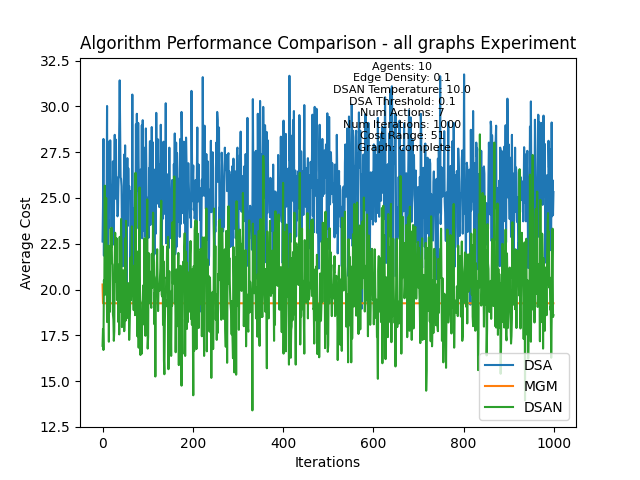 Algorithm Performance Comparison - all graphs Experiment
32.5
30.0
27.5
25.0
22.5
20.0
17.5
15.0
12.5
Average Cost
Agents: 10
Edge Density: 0.1
DSAN Temperature: 10.0
DSA Threshold: 0.1
Num Actions: 7
Num Iterations: 1000
Cost Range: 51
Graph: complete
DSA
MGM
DSAN
0
200
400
600
800
1000
Iterations